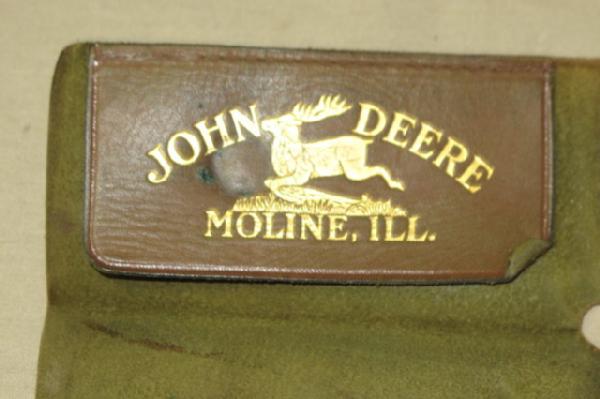 JOHN DEERE
MOLINE, ILL.